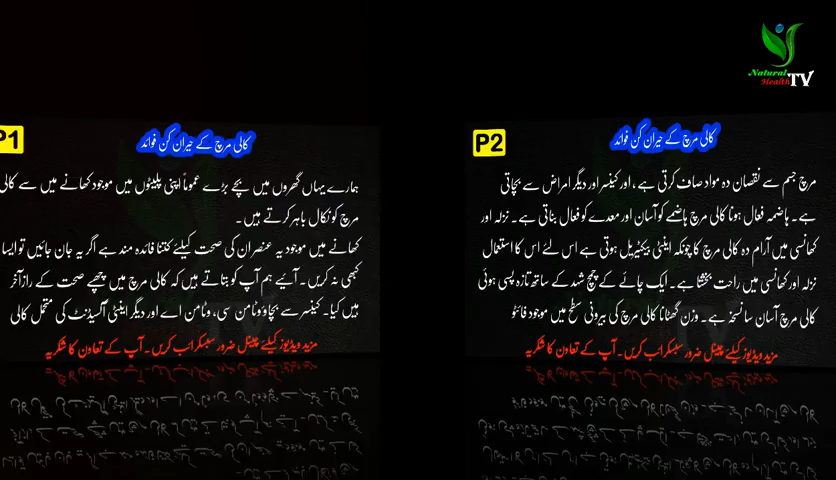 Natural
Health TV
P1
کالی مرچ کے حیران کن فوائد
ہمارے یہاں گھروں میں بچے بڑے عموماً اپنی پلیٹوں میں موجود کھانے میں سے کالی
مرچ کو نکال باہر کرتے ہیں۔
کھانے میں موجود یہ عنصر ان کی صحت کیلئے کتنا فائدہ مند ہے اگر یہ جان جائیں تو ایسا
کبھی نہ کریں۔ آیئے ہم آپ کو بتاتے ہیں کہ کالی مرچ میں چھپے صحت کے راز آخر
ہیں کیا۔ کینسر سے بچاؤ وٹامن سی، وٹامن اے اور دیگر اینٹی آکسیڈنٹ کی متحمل کالی
مزید ویڈیوز کیلئے چینل ضرور سبسکرائب کریں۔ آپ کے تعاون کا شکریہ
P2
کالی مرچ کے حیران کن فوائد
مرچ جسم سے نقصان دہ مواد صاف کرتی ہے، اور کینسر اور دیگر امراض سے بچاتی
ہے۔ ہاضمہ فعال ہونا کالی مرچ ہاضمے کو آسان اور معدے کو فعال بناتی ہے۔ نزلہ اور
کھانسی میں آرام دہ کالی مرچ کا چونکہ اینٹی بیکٹیریل ہوتی ہے اس لئے اس کا استعمال
نزلہ اور کھانسی میں راحت بخشتا ہے۔ ایک چائے کے چمچ شہد کے ساتھ تازہ پسی ہوئی
کالی مرچ آسان سا نسخہ ہے۔ وزن گھٹانا کالی مرچ کی بیرونی سطح میں موجود فائٹو
مزید ویڈیوز کیلئے چینل ضرور سبسکرائب کریں۔ آپ کے تعاون کا شکریہ